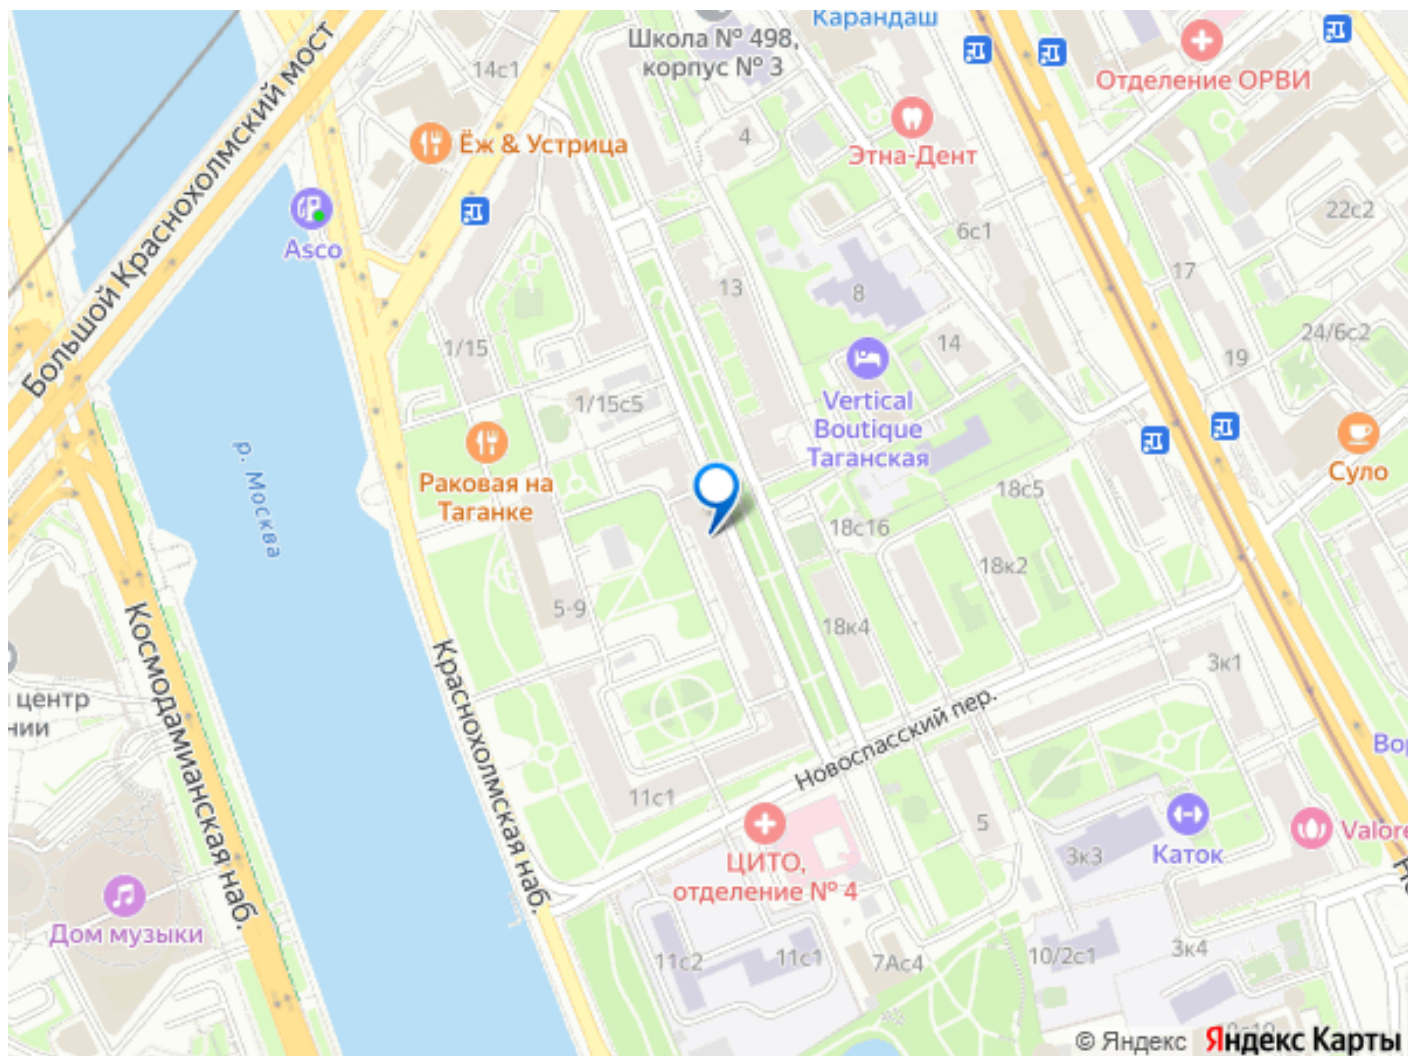 Карандаш
Школа № 498,
корпус № 3
Отделение ОРВИ
14с1
Большой Краснохолмский мост
Ёж & Устрица
4
Этна-Дент
Asco
22с2
6с1
17
13
8
1/15
14
24/6с2
19
1/15с5
Vertical
Boutique
Таганская
р. Москва
Раковая на
Таганке
Суло
18с5
18с16
18к2
5-9
18к4
Космодамианская наб.
Краснохолмская наб.
3к1
центр
нии
Новоспасский пер.
11с1
5
Valore
3к3
Каток
ЦИТО,
отделение № 4
Дом музыки
11с2
11с1
7Ас4
10/2с1
3к4
© Яндекс Яндекс Карты